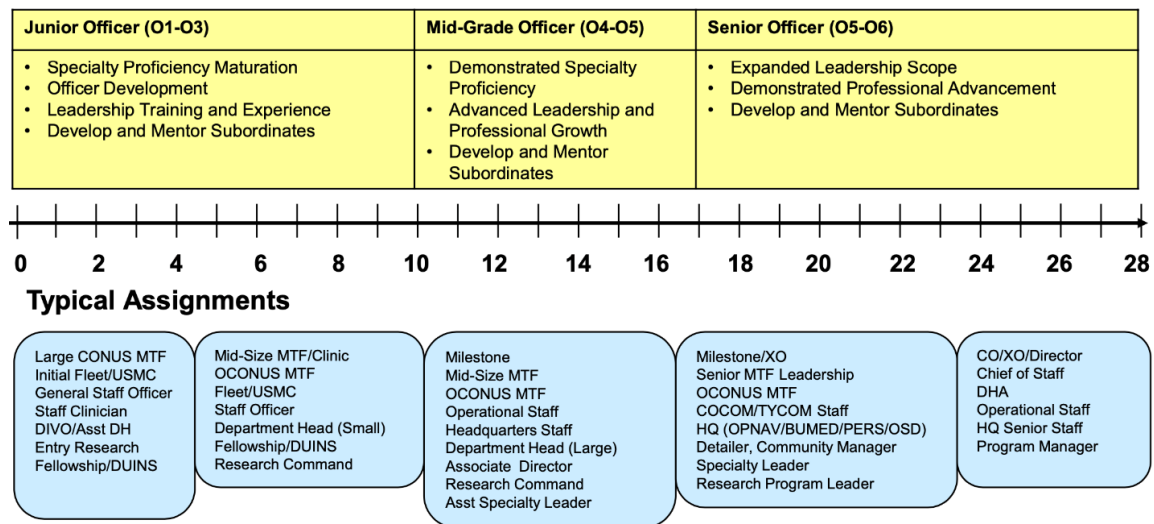 Junior Officer (O1-O3)
• Specialty Proficiency Maturation
• Officer Development
• Leadership Training and Experience
• Develop and Mentor Subordinates
Mid-Grade Officer (O4-O5)
• Demonstrated Specialty
Proficiency
• Advanced Leadership and
Professional Growth
• Develop and Mentor
Subordinates
Senior Officer (O5-O6)
• Expanded Leadership Scope
• Demonstrated Professional Advancement
• Develop and Mentor Subordinates
0 2 4 6 8 10 12 14 16 18 20 22 24 26 28
Typical Assignments
Large CONUS MTF
Initial Fleet/USMC
General Staff Officer
Staff Clinician
DIVO/Asst DH
Entry Research
Fellowship/DUINS
Mid-Size MTF/Clinic
OCONUS MTF
Fleet/USMC
Staff Officer
Department Head (Small)
Fellowship/DUINS
Research Command
Milestone
Mid-Size MTF
OCONUS MTF
Operational Staff
Headquarters Staff
Department Head (Large)
Associate Director
Research Command
Asst Specialty Leader
Milestone/XO
Senior MTF Leadership
OCONUS MTF
COCOM/TYCOM Staff
HQ (OPNAV/BUMED/PERS/OSD)
Detailer, Community Manager
Specialty Leader
Research Program Leader
CO/XO/Director
Chief of Staff
DHA
Operational Staff
HQ Senior Staff
Program Manager